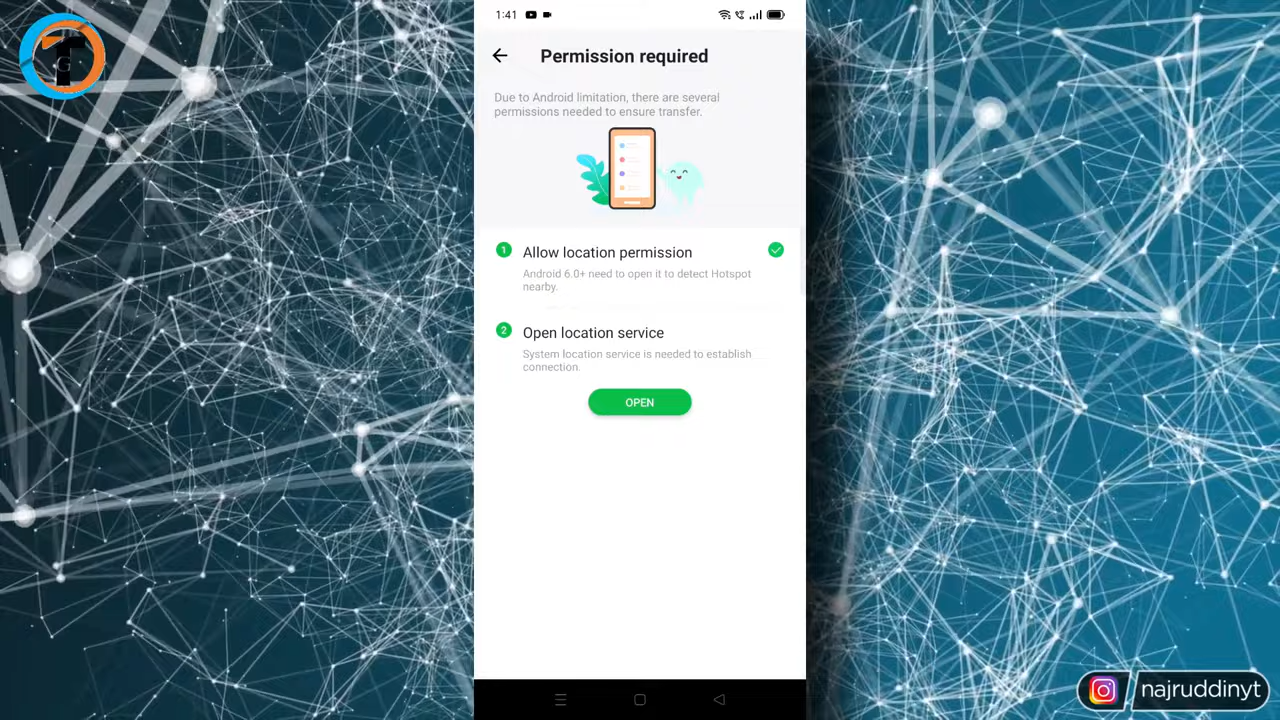 1:41
Permission required
Due to Android limitation, there are several
permissions needed to ensure transfer.
1 Allow location permission
Android 6.0+ need to open it to detect Hotspot
nearby.
2 Open location service
System location service is needed to establish
connection.
OPEN
T
G
najruddinyt